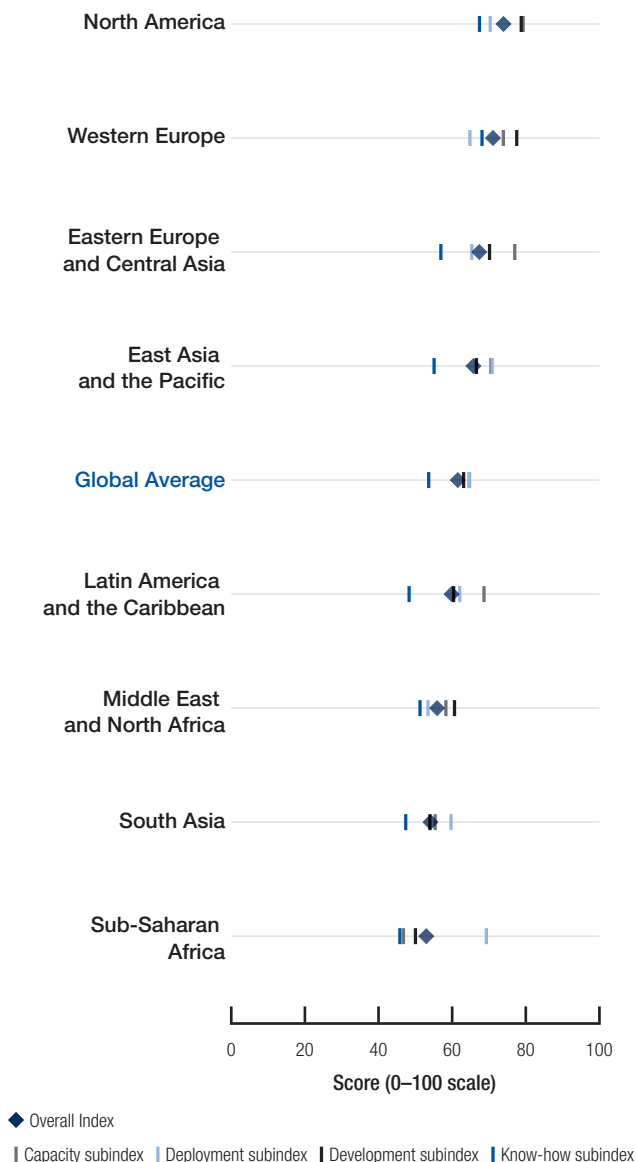 North America
Western Europe
Eastern Europe
and Central Asia
East Asia
and the Pacific
Global Average
Latin America
and the Caribbean
Middle East
and North Africa
South Asia
Sub-Saharan
Africa
0 20 40 60 80 100
Score (0–100 scale)
Overall Index
Capacity subindex Deployment subindex Development subindex Know-how subindex